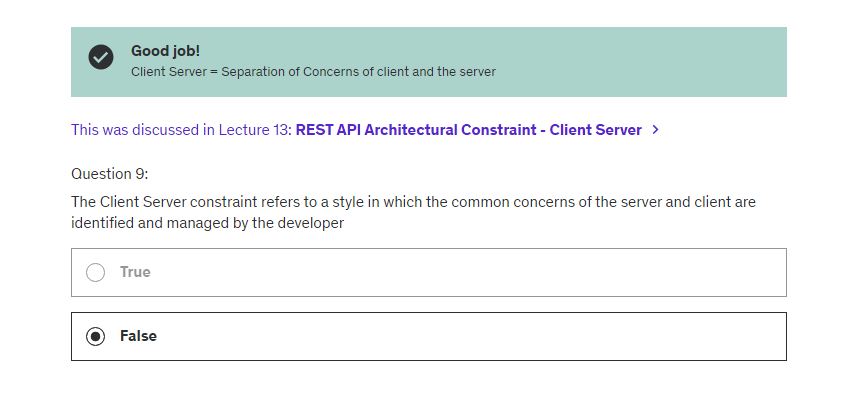 Good job!
Client Server = Separation of Concerns of client and the server
This was discussed in Lecture 13: REST API Architectural Constraint - Client Server >
Question 9:
The Client Server constraint refers to a style in which the common concerns of the server and client are
identified and managed by the developer
True
False